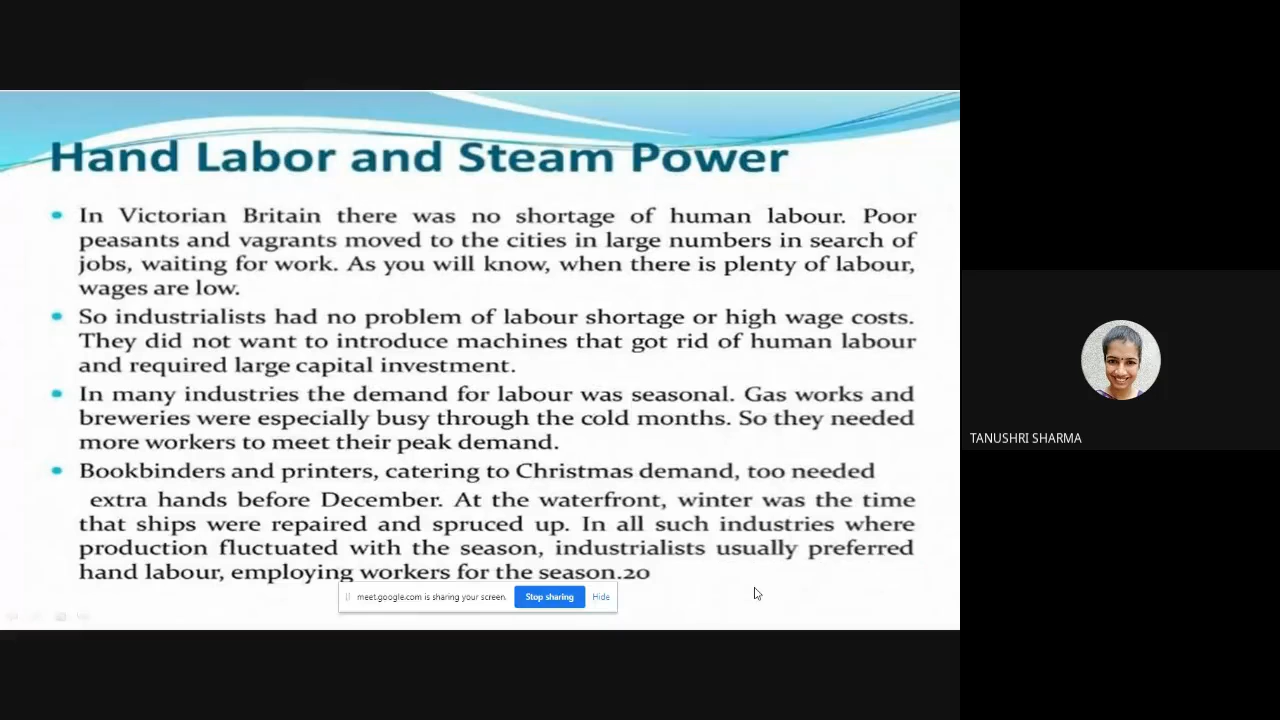 Hand Labor and Steam Power
In Victorian Britain there was no shortage of human labour. Poor
peasants and vagrants moved to the cities in large numbers in search of
jobs, waiting for work. As you will know, when there is plenty of labour,
wages are low.
So industrialists had no problem of labour shortage or high wage costs.
They did not want to introduce machines that got rid of human labour
and required large capital investment.
In many industries the demand for labour was seasonal. Gas works and
breweries were especially busy through the cold months. So they needed
more workers to meet their peak demand.
Bookbinders and printers, catering to Christmas demand, too needed
extra hands before December. At the waterfront, winter was the time
that ships were repaired and spruced up. In all such industries where
production fluctuated with the season, industrialists usually preferred
hand labour, employing workers for the season.20
meet.google.com is sharing your screen. Stop sharing Hide
TANUSHRI SHARMA